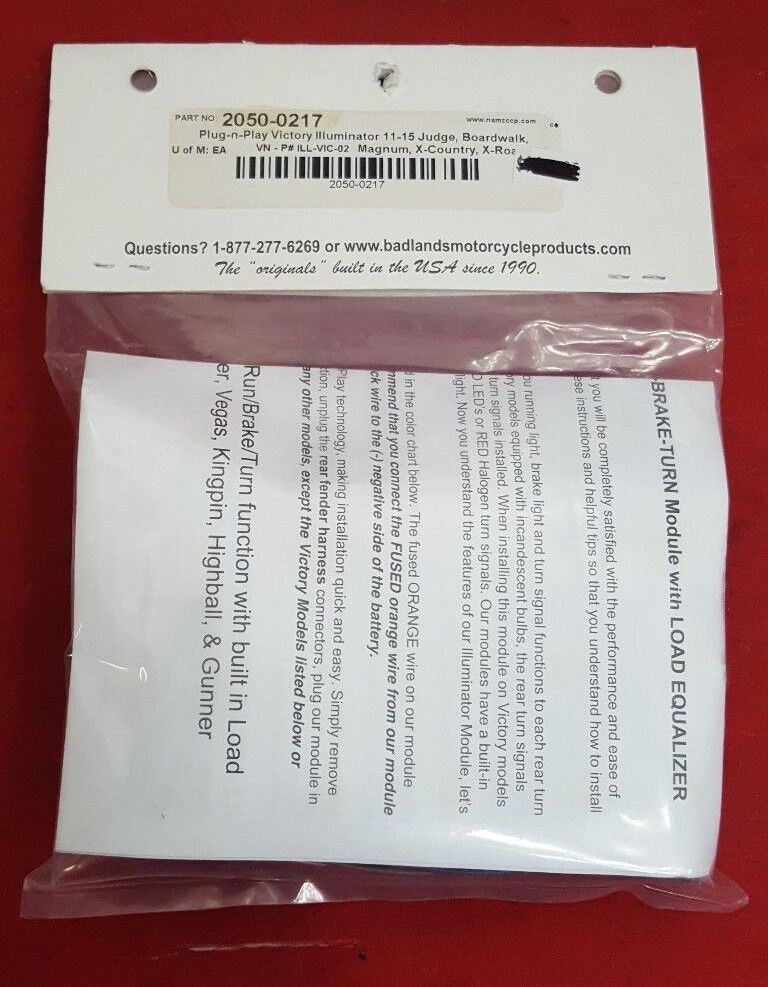 PART NO 2050-0217 www.namzccp.com
Plug-n-Play Victory Illuminator 11-15 Judge, Boardwalk,
U of M: EA VN - P# ILL-VIC-02 Magnum, X-Country,
2050-0217
Questions? 1-877-277-6269 or www.badlandsmotorcycleproducts.com
The "originals" built in the USA since 1990.
BRAKE-TURN Module with LOAD EQUALIZER
you will be completely satisfied with the performance and ease of
these instructions and helpful tips so that you understand how to install
ou running light, brake light and turn signal functions to each rear turn
ry models equipped with incandescent bulbs, the rear turn signals
turn signals installed. When installing this module on Victory models
LED's or RED Halogen turn signals. Our modules have a built-in
light. Now you understand the features of our Illuminator Module, let's
in the color chart below. The fused ORANGE wire on our module
mmend that you connect the FUSED orange wire from our module
ck wire to the (-) negative side of the battery.
Play technology, making installation quick and easy. Simply remove
tion, unplug the rear fender harness connectors, plug our module in
any other models, except the Victory Models listed below or
Run/Brake/Turn function with built in Load
er, Vegas, Kingpin, Highball, & Gunner